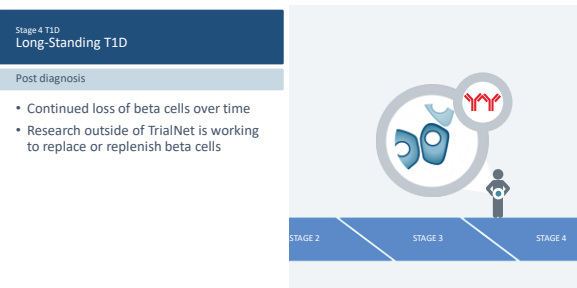 Stage 4 T1D
Long-Standing T1D
Post diagnosis
• Continued loss of beta cells over time
• Research outside of TrialNet is working
to replace or replenish beta cells
STAGE 2
STAGE 3
STAGE 4